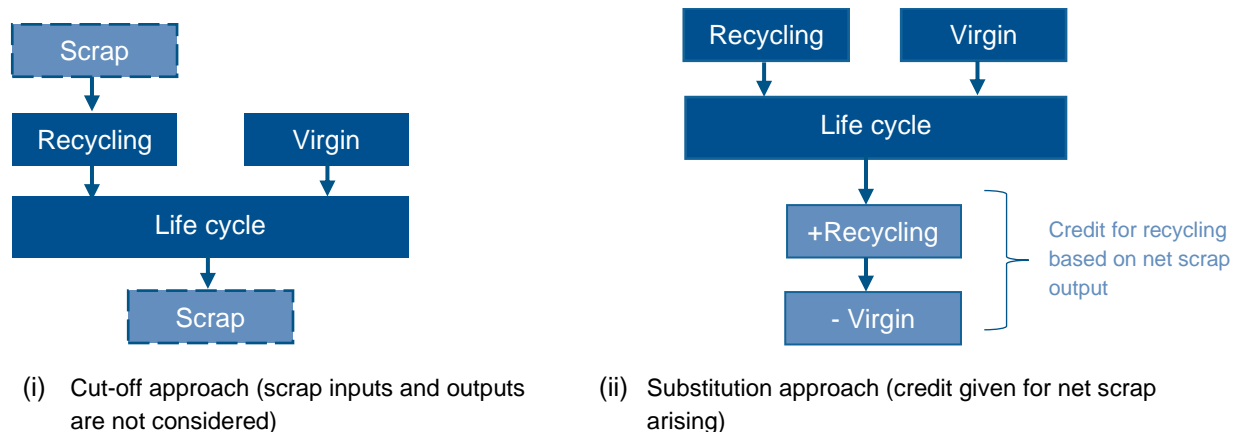 Scrap
Recycling
Virgin
Life cycle
Scrap
(i) Cut-off approach (scrap inputs and outputs
are not considered)
Recycling
Virgin
Life cycle
+Recycling
- Virgin
Credit for recycling
based on net scrap
output
(ii) Substitution approach (credit given for net scrap
arising)